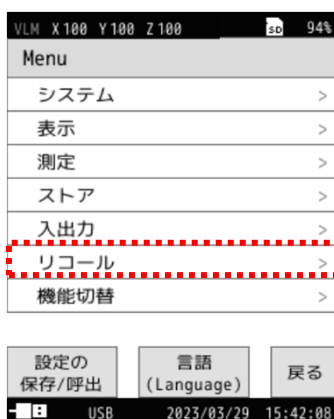 VLM X100 Y100 Z100 SD 94%
Menu
システム >
表示 >
測定 >
ストア >
入出力 >
リコール >
機能切替 >
設定の
保存/呼出
言語
(Language)
戻る
USB 2023/03/29 15:42:08